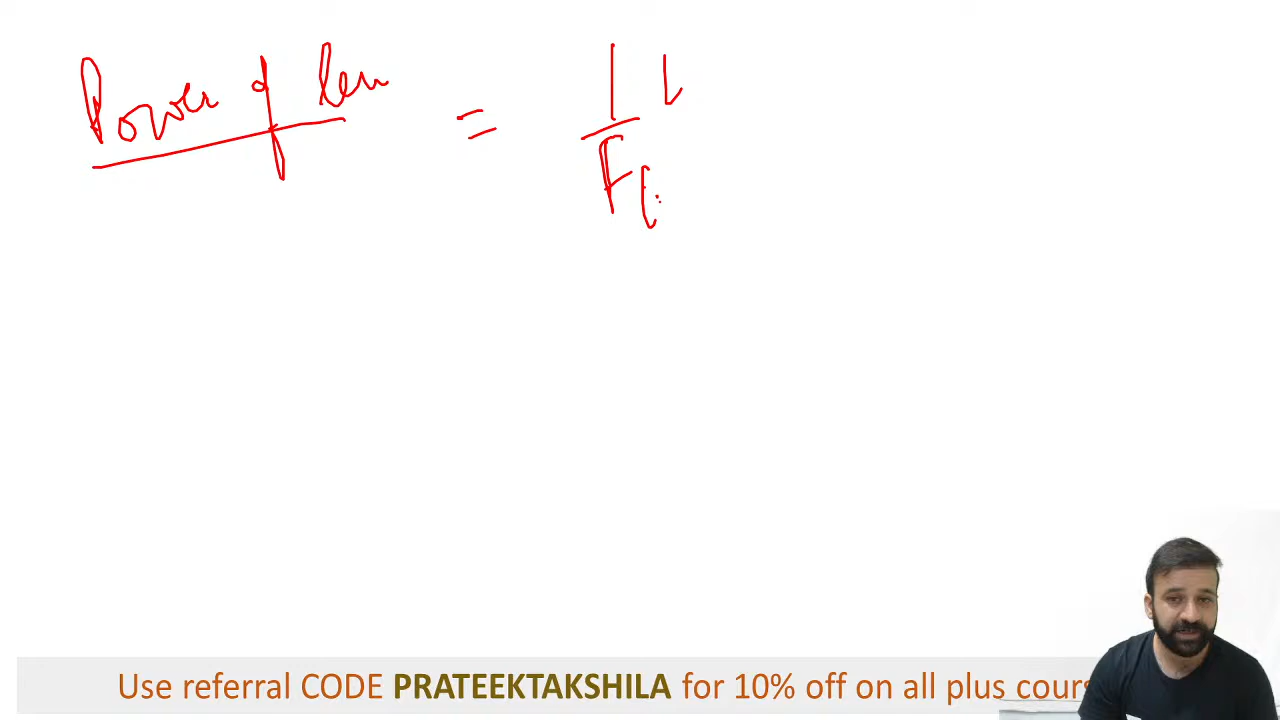 Power of len = 1/F(
Use referral CODE PRATEEKTAKSHILA for 10% off on all plus cours